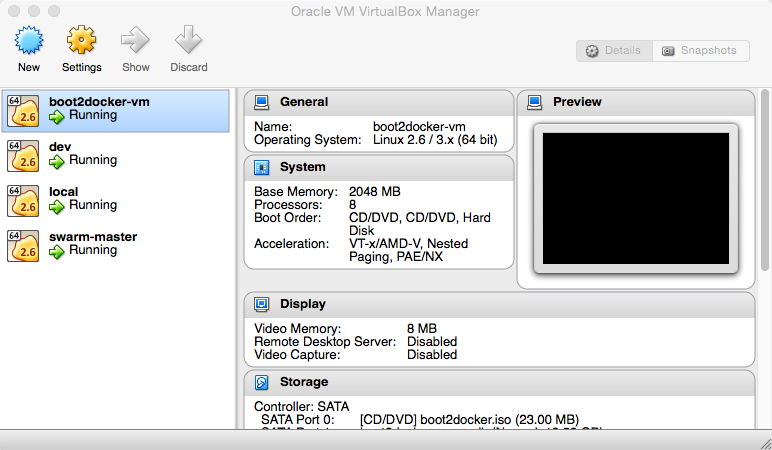 Oracle VM VirtualBox Manager
New
Settings
Show
Discard
Details
Snapshots
64
2.6
boot2docker-vm
Running
64
2.6
dev
Running
64
2.6
local
Running
64
2.6
swarm-master
Running
General
Name: boot2docker-vm
Operating System: Linux 2.6 / 3.x (64 bit)
System
Base Memory: 2048 MB
Processors: 8
Boot Order: CD/DVD, CD/DVD, Hard
Disk
Acceleration: VT-x/AMD-V, Nested
Paging, PAE/NX
Preview
Display
Video Memory: 8 MB
Remote Desktop Server: Disabled
Video Capture: Disabled
Storage
Controller: SATA
SATA Port 0: [CD/DVD] boot2docker.iso (23.00 MB)